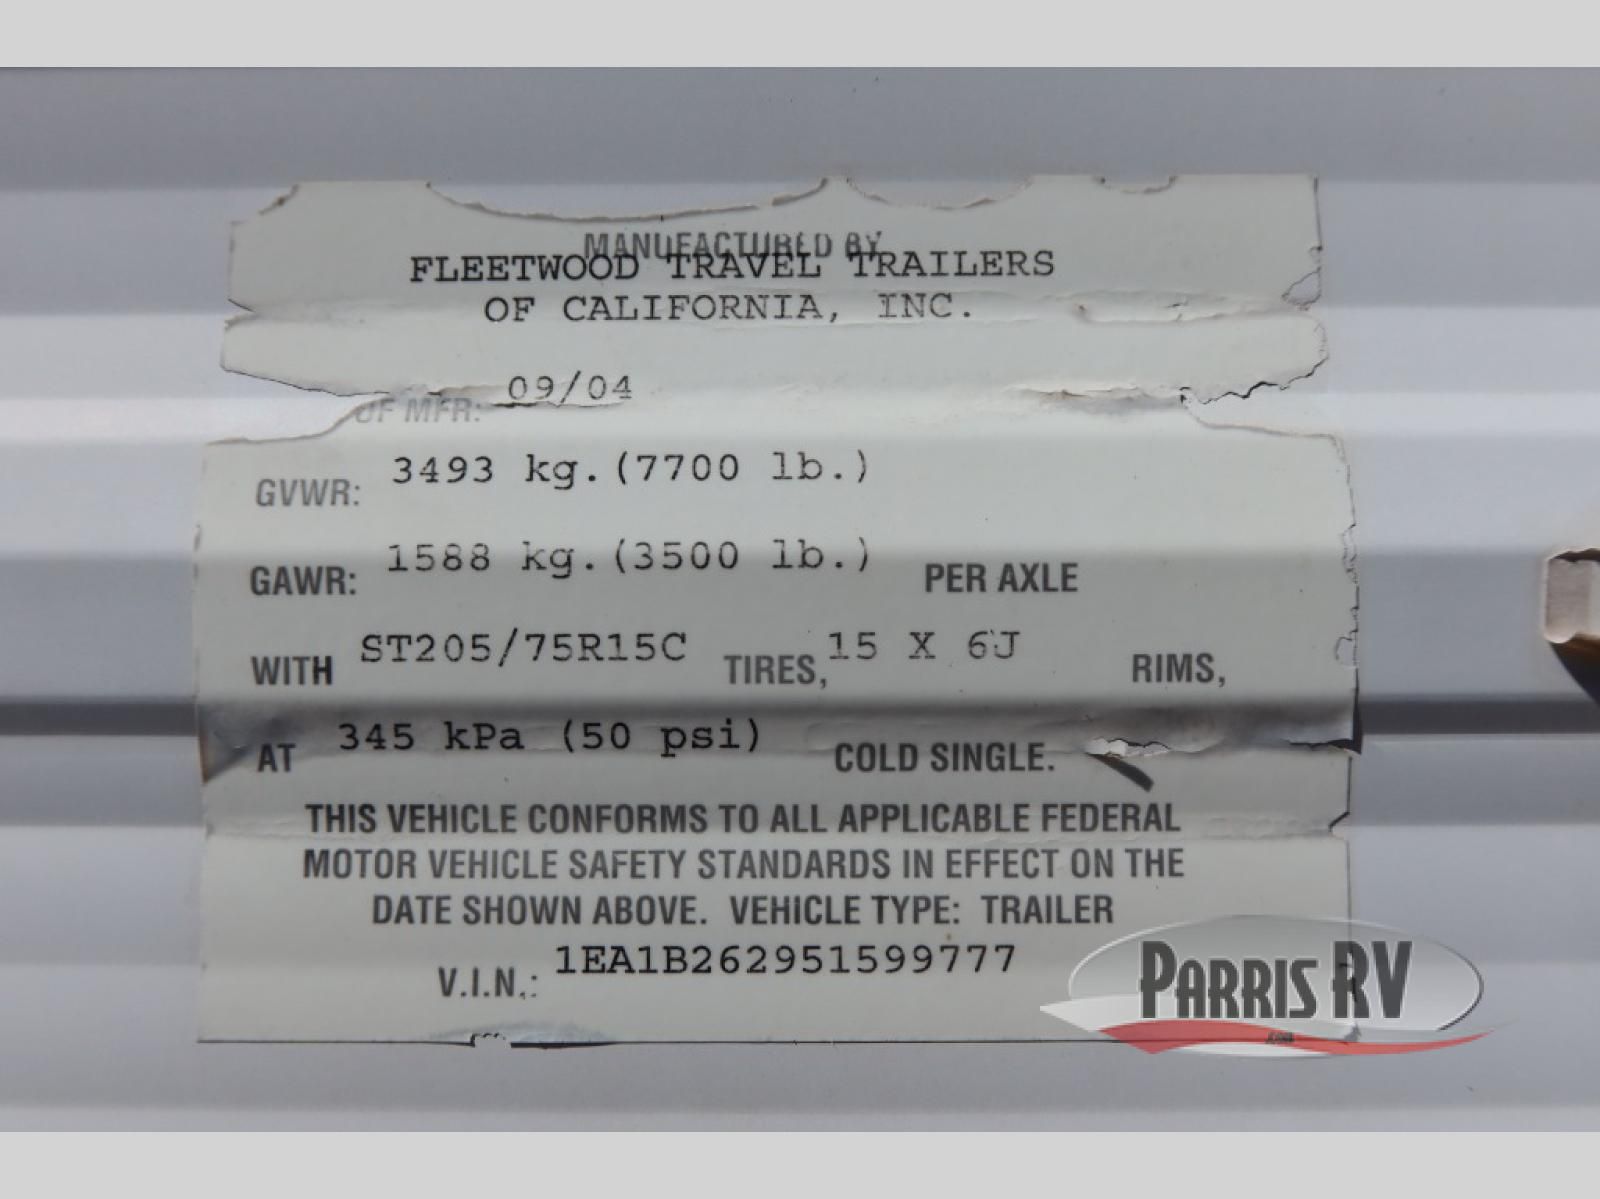 MANUFACTURED BY
FLEETWOOD TRAVEL TRAILERS
OF CALIFORNIA, INC.
OF MFR: 09/04
GVWR: 3493 kg.(7700 lb.)
GAWR: 1588 kg.(3500 lb.) PER AXLE
WITH ST205/75R15C TIRES, 15 X 6J RIMS,
AT 345 kPa (50 psi) COLD SINGLE.
THIS VEHICLE CONFORMS TO ALL APPLICABLE FEDERAL
MOTOR VEHICLE SAFETY STANDARDS IN EFFECT ON THE
DATE SHOWN ABOVE. VEHICLE TYPE: TRAILER
V.I.N.: 1EA1B262951599777
PARRIS RV
.com